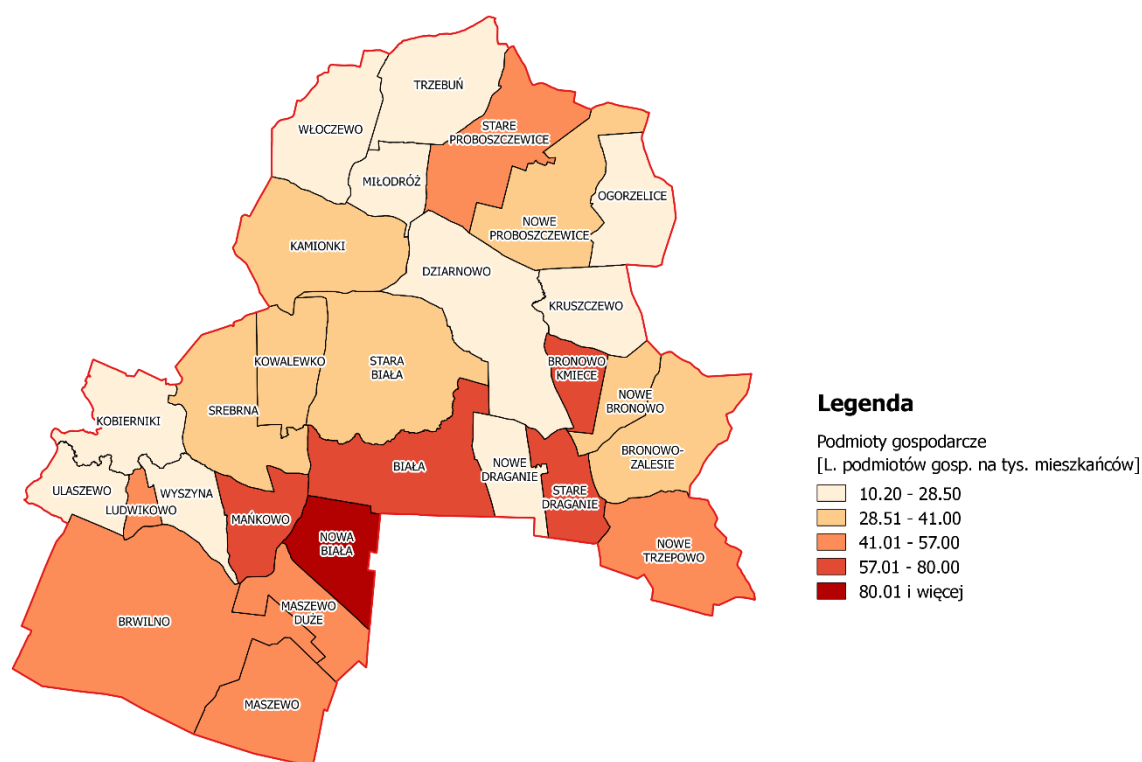 TRZEBUŃ
WŁOCZEWO
STARE
PROBOSZCZEWICE
MIŁODRÓŻ
OGORZELICE
NOWE
PROBOSZCZEWICE
KAMIONKI
DZIARNOWO
KRUSZCZEWO
KOWALEWKO
STARA
BIAŁA
BRONOWO
KMIECE
NOWE
BRONOWO
SREBRNA
KOBIERNIKI
BRONOWO-
ZALESIE
BIAŁA
NOWE
DRAGANIE
STARE
DRAGANIE
ULASZEWO
WYSZYNA
LUDWIKOWO
MAŃKOWO
NOWA
BIAŁA
NOWE
TRZEPOWO
MASZEWO
DUŻE
BRWILNO
MASZEWO
Legenda
Podmioty gospodarcze
[L. podmiotów gosp. na tys. mieszkańców]
10.20 - 28.50
28.51 - 41.00
41.01 - 57.00
57.01 - 80.00
80.01 i więcej